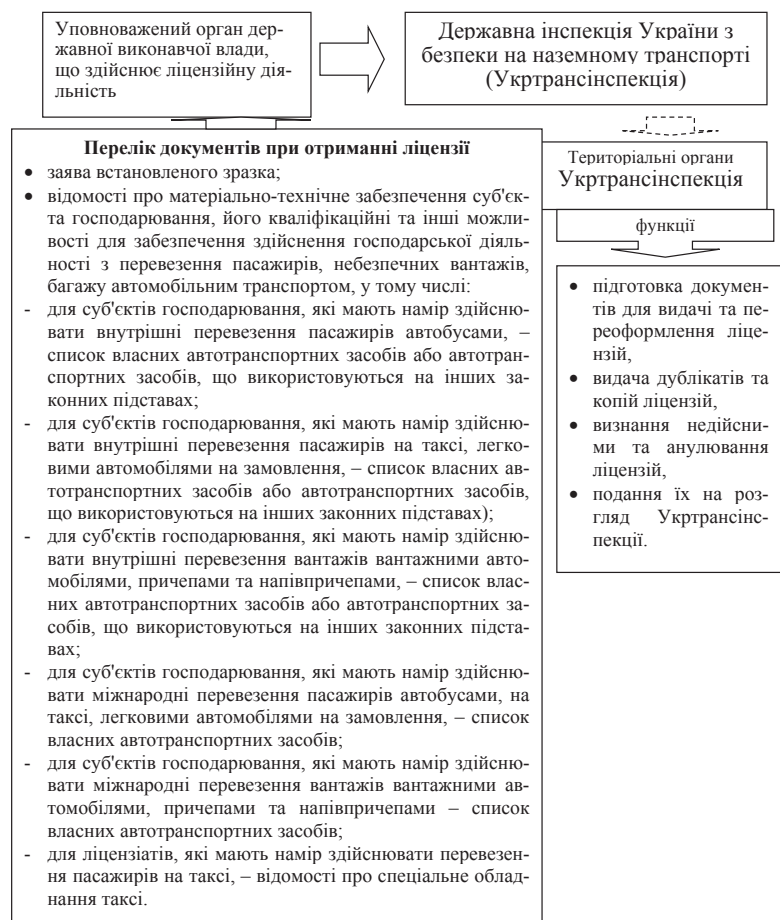 Уповноважений орган дер-
жавної виконавчої влади,
що здійснює ліцензійну дія-
льність
Державна інспекція України з
безпеки на наземному транспорті
(Укртрансінспекція)
Перелік документів при отриманні ліцензії
• заява встановленого зразка;
• відомості про матеріально-технічне забезпечення суб'єк-
та господарювання, його кваліфікаційні та інші можли-
вості для забезпечення здійснення господарської діяль-
ності з перевезення пасажирів, небезпечних вантажів,
багажу автомобільним транспортом, у тому числі:
- для суб'єктів господарювання, які мають намір здійсню-
вати внутрішні перевезення пасажирів автобусами, –
список власних автотранспортних засобів або автотран-
спортних засобів, що використовуються на інших за-
конних підставах;
- для суб'єктів господарювання, які мають намір здійсню-
вати внутрішні перевезення пасажирів на таксі, легко-
вими автомобілями на замовлення, – список власних ав-
тотранспортних засобів або автотранспортних засобів,
що використовуються на інших законних підставах);
- для суб'єктів господарювання, які мають намір здійсню-
вати внутрішні перевезення вантажів вантажними авто-
мобілями, причепами та напівпричепами, – список влас-
них автотранспортних засобів або автотранспортних за-
собів, що використовуються на інших законних підста-
вах;
- для суб'єктів господарювання, які мають намір здійсню-
вати міжнародні перевезення пасажирів автобусами, на
таксі, легковими автомобілями на замовлення, – список
власних автотранспортних засобів;
- для суб'єктів господарювання, які мають намір здійсню-
вати міжнародні перевезення вантажів вантажними ав-
томобілями, причепами та напівпричепами – список
власних автотранспортних засобів;
- для ліцензіатів, які мають намір здійснювати перевезен-
ня пасажирів на таксі, – відомості про спеціальне облад-
нання таксі.
Територіальні органи
Укртрансінспекція
функції
• підготовка докумен-
тів для видачі та пе-
реоформлення ліце-
нзій,
• видача дублікатів та
копій ліцензій,
• визнання недійсни-
ми та анулювання
ліцензій,
• подання їх на роз-
гляд Укртрансінс-
пекції.